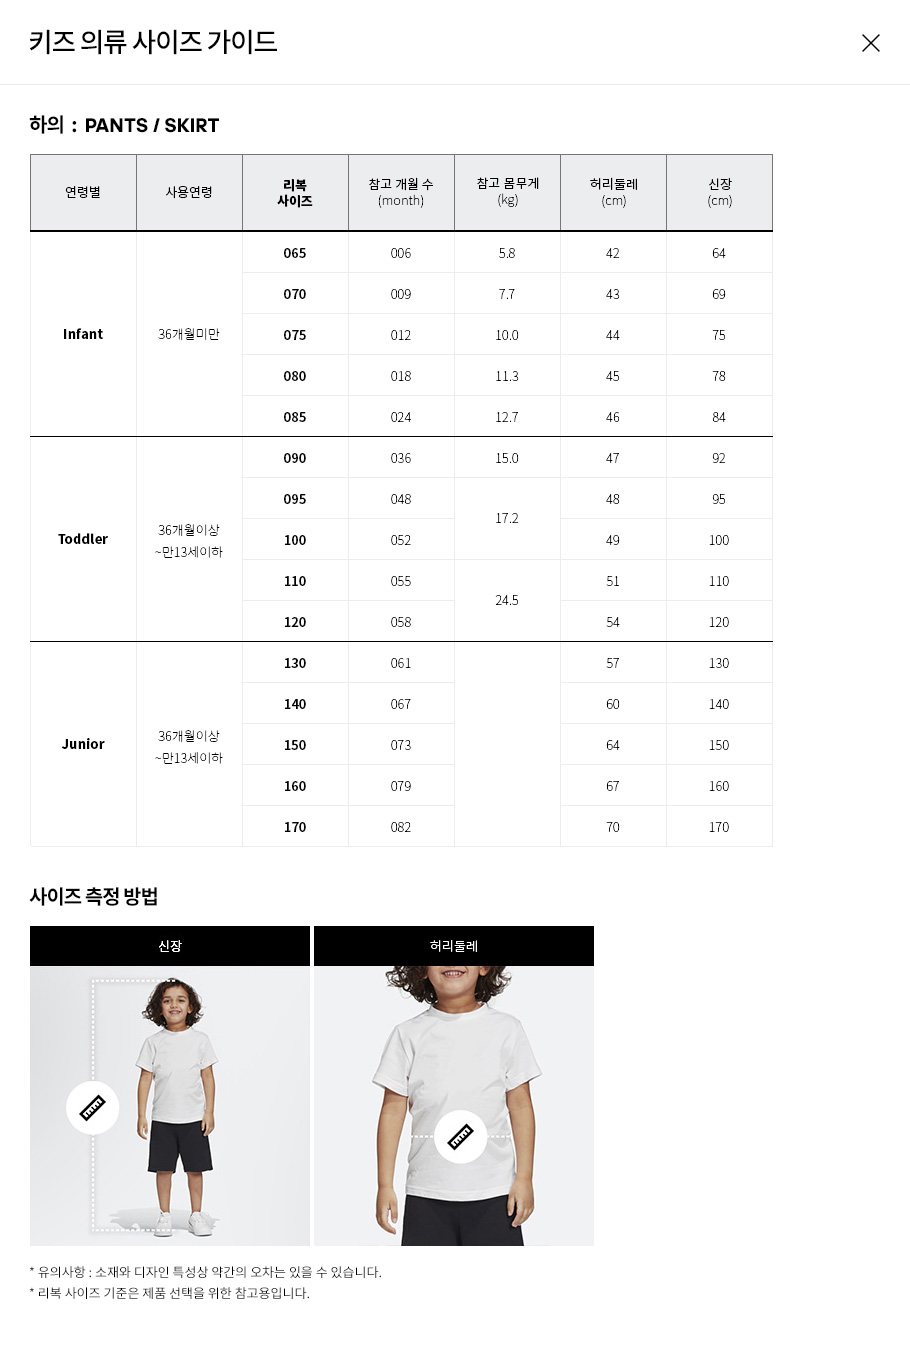 키즈 의류 사이즈 가이드
하의 : PANTS / SKIRT
연령별 사용연령 리복 사이즈 참고 개월 수 (month) 참고 몸무게 (kg) 허리둘레 (cm) 신장 (cm)
Infant 36개월미만
065 006 5.8 42 64
070 009 7.7 43 69
075 012 10.0 44 75
080 018 11.3 45 78
085 024 12.7 46 84
Toddler 36개월이상 ~만13세이하
090 036 15.0 47 92
095 048 17.2 48 95
100 052 49 100
110 055 24.5 51 110
120 058 54 120
Junior 36개월이상 ~만13세이하
130 061 57 130
140 067 60 140
150 073 64 150
160 079 67 160
170 082 70 170
사이즈 측정 방법
신장 허리둘레
* 유의사항 : 소재와 디자인 특성상 약간의 오차는 있을 수 있습니다.
* 리복 사이즈 기준은 제품 선택을 위한 참고용입니다.